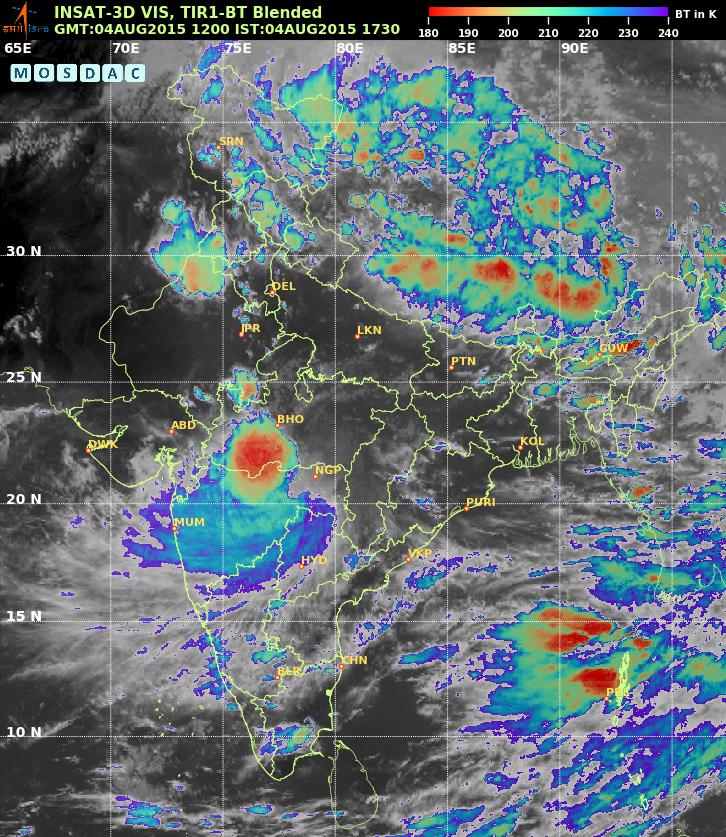 INSAT-3D VIS, TIR1-BT Blended
GMT:04AUG2015 1200 IST:04AUG2015 1730
BT in K
180 190 200 210 220 230 240
65E 70E 75E 80E 85E 90E
M O S D A C
SRN
30 N
DEL
JPR LKN
GUW
PTN
25 N
BHO
ABD
DWK KOL
NGP
20 N
PURI
MUM
VKP
HYD
15 N
CHN
BLR
10 N